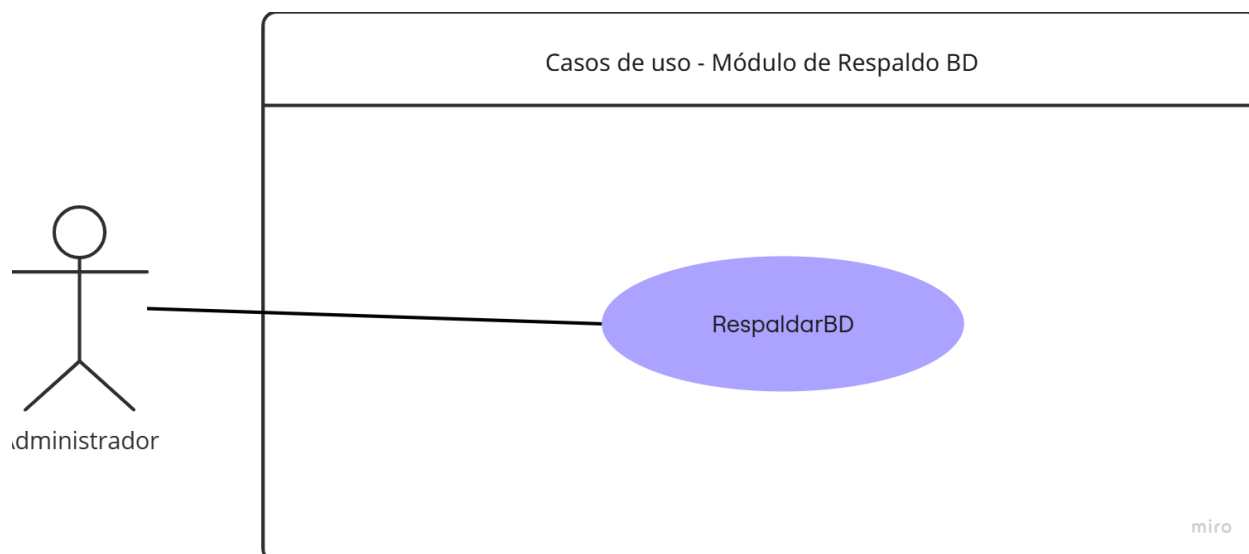 Casos de uso - Módulo de Respaldo BD
RespaldarBD
dministrador
miro